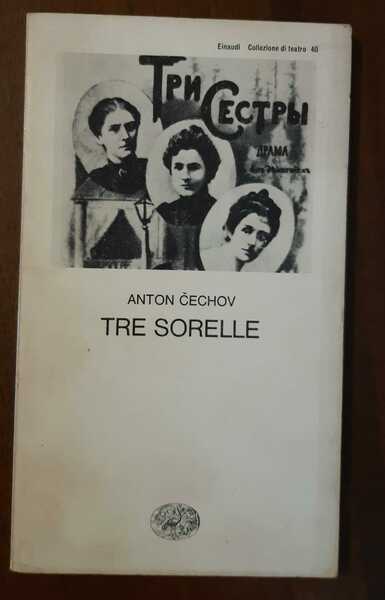 Einaudi Collezione di teatro 40
Три
Сестры
ДРАМА
ANTON ČECHOV
TRE SORELLE